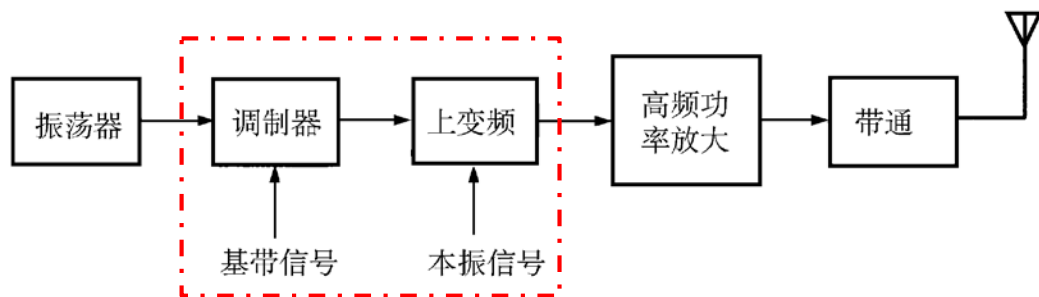 振荡器
调制器
上变频
高频功
率放大
带通
基带信号
本振信号